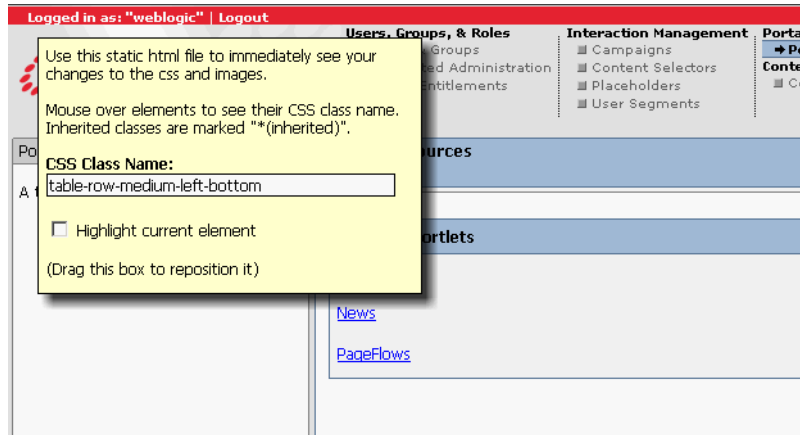 Logged in as: "weblogic" | Logout
Users, Groups, & Roles
Groups
ted Administration
Entitlements
Interaction Management
Campaigns
Content Selectors
Placeholders
User Segments
Porta
Conte
Use this static html file to immediately see your
changes to the css and images.
Mouse over elements to see their CSS class name.
Inherited classes are marked "*(inherited)".
CSS Class Name:
table-row-medium-left-bottom
Highlight current element
(Drag this box to reposition it)
Po
A
urces
ortlets
News
PageFlows